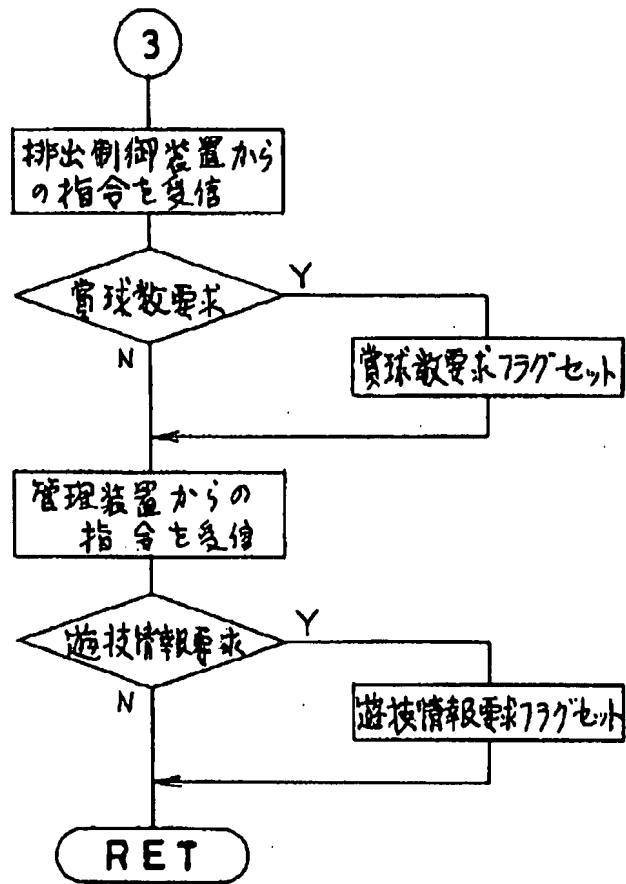 3
排出制御装置から
の指令を受信
賞球数要求
Y
N
賞球数要求フラグセット
管理装置からの
指令を受信
遊技情報要求
Y
N
遊技情報要求フラグセット
RET